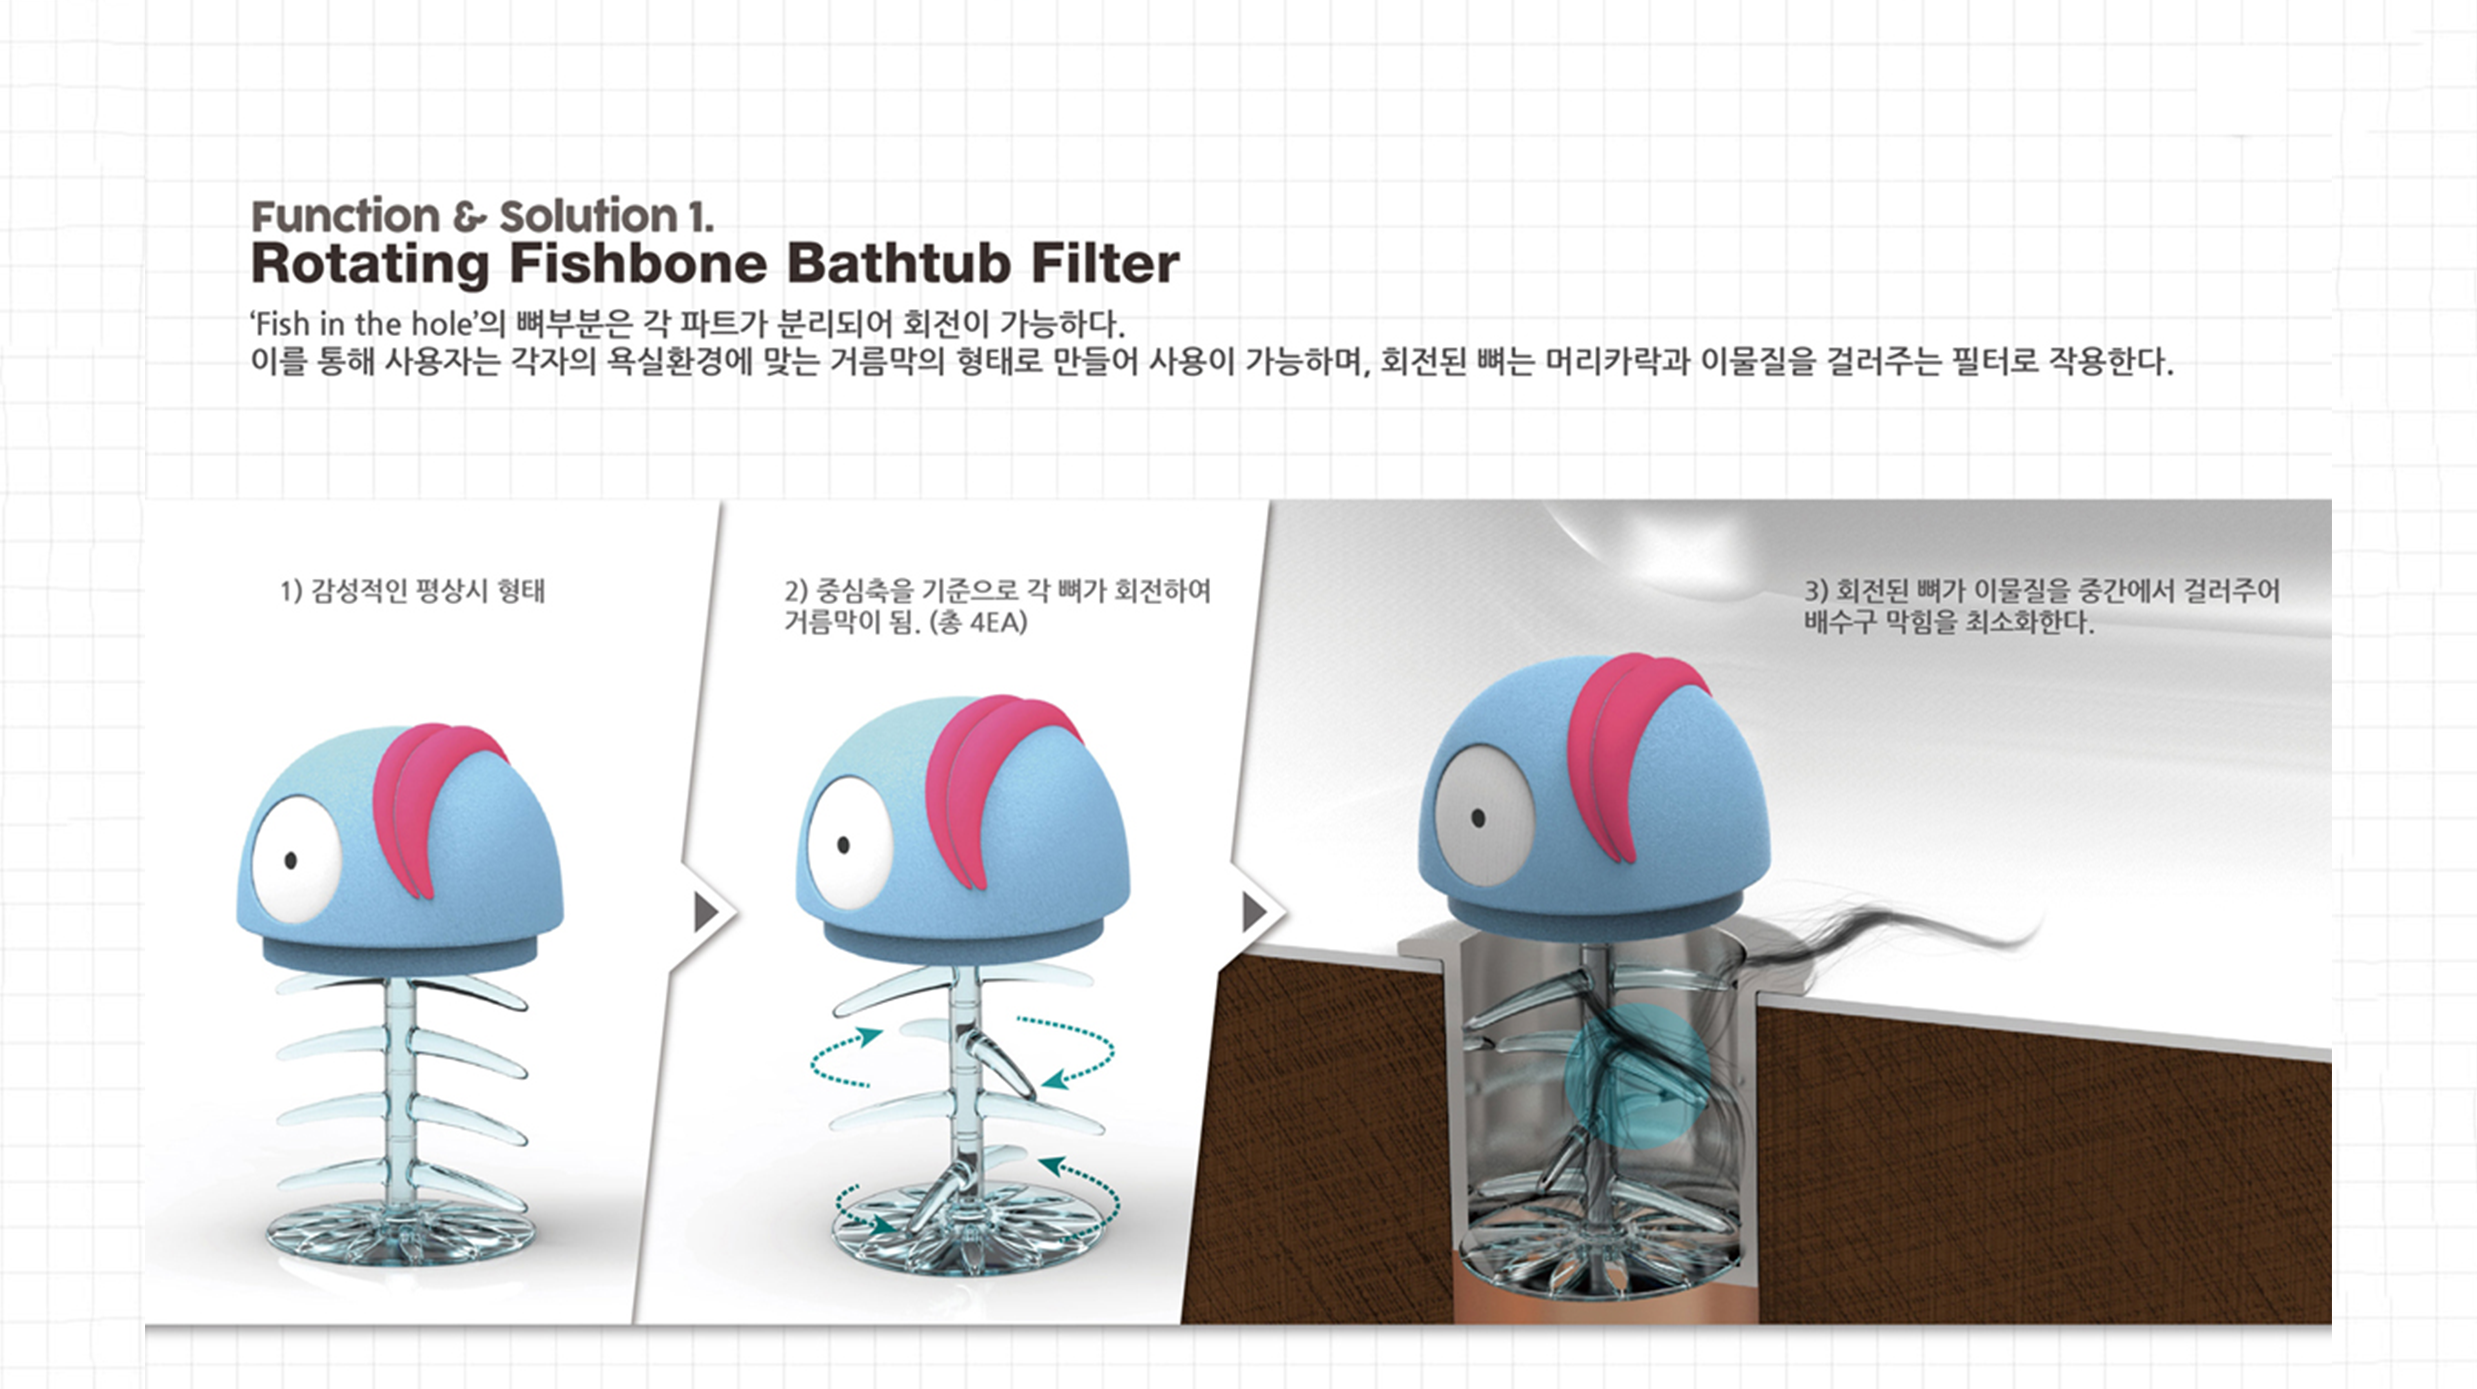 Function & Solution 1.
Rotating Fishbone Bathtub Filter
‘Fish in the hole’의 뼈부분은 각 파트가 분리되어 회전이 가능하다.
이를 통해 사용자는 각자의 욕실환경에 맞는 거름막의 형태로 만들어 사용이 가능하며, 회전된 뼈는 머리카락과 이물질을 걸러주는 필터로 작용한다.
1) 감성적인 평상시 형태
2) 중심축을 기준으로 각 뼈가 회전하여
거름막이 됨. (총 4EA)
3) 회전된 뼈가 이물질을 중간에서 걸러주어
배수구 막힘을 최소화한다.